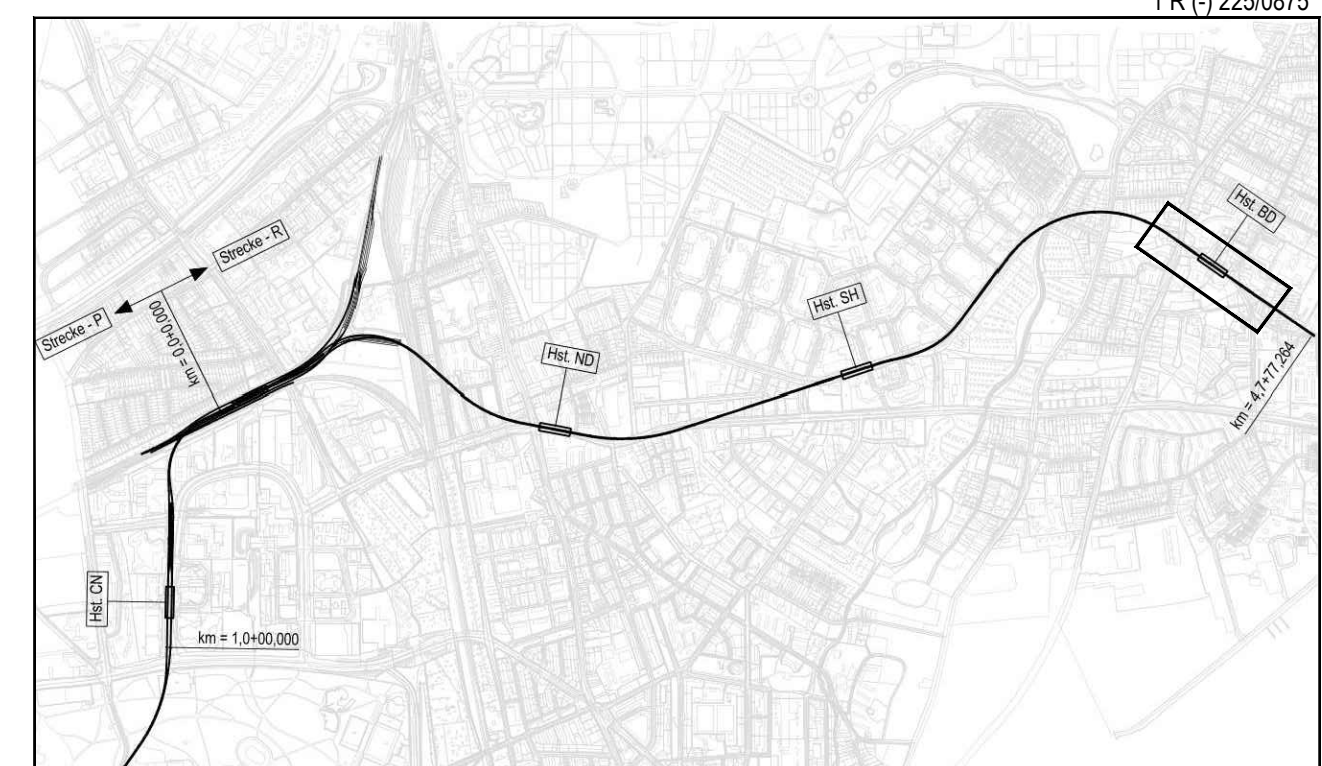 1 R (-) 225/0875
Hst. BD
Strecke - R
Strecke - P
km = 0,0+0,000
Hst. SH
Hst. ND
km = 4,7+77,264
Hst. CN
km = 1,0+00,000